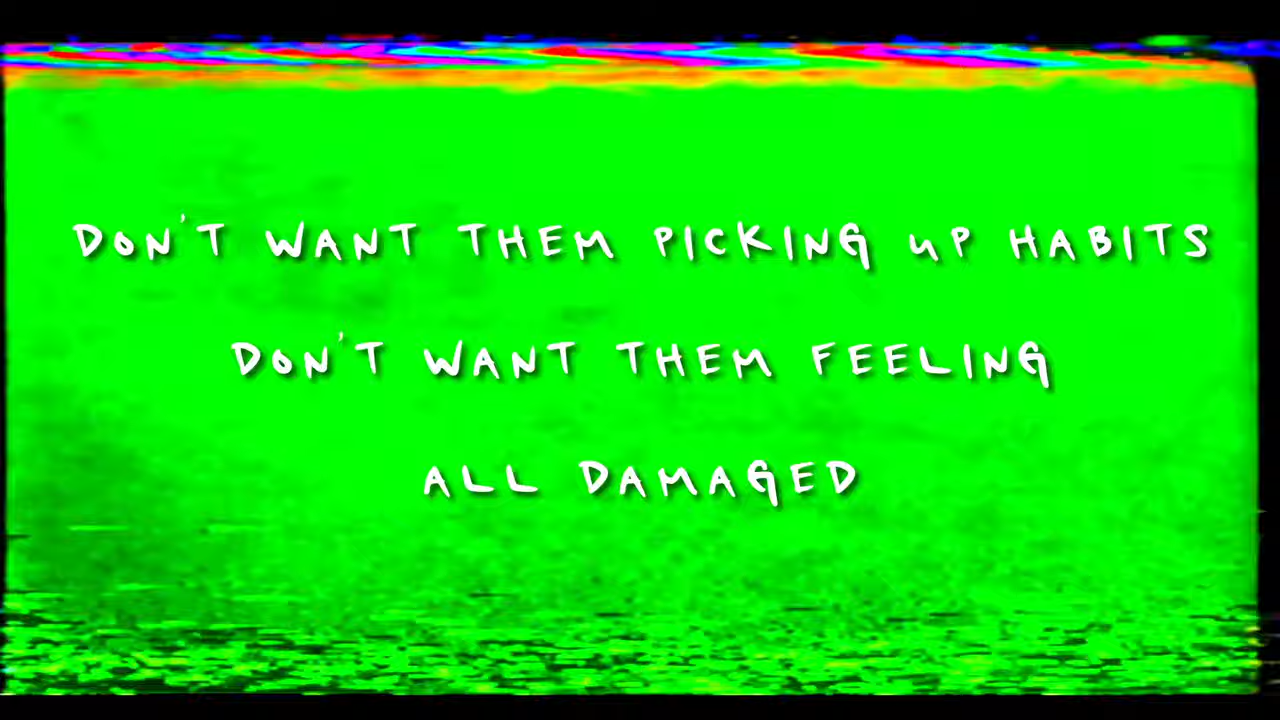 DON'T WANT THEM PICKING UP HABITS
DON'T WANT THEM FEELING
ALL DAMAGED